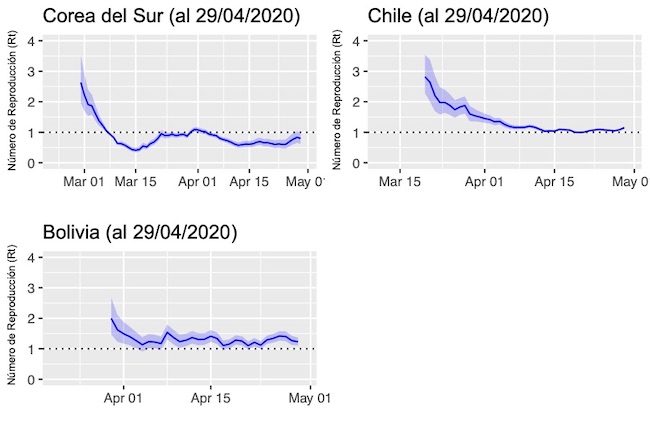 Corea del Sur (al 29/04/2020)
Número de Reproducción (Rt)
4
3
2
1
0
Mar 01 Mar 15 Apr 01 Apr 15 May 01
Chile (al 29/04/2020)
Número de Reproducción (Rt)
4
3
2
1
0
Mar 15 Apr 01 Apr 15 May 0
Bolivia (al 29/04/2020)
Número de Reproducción (Rt)
4
3
2
1
0
Apr 01 Apr 15 May 01